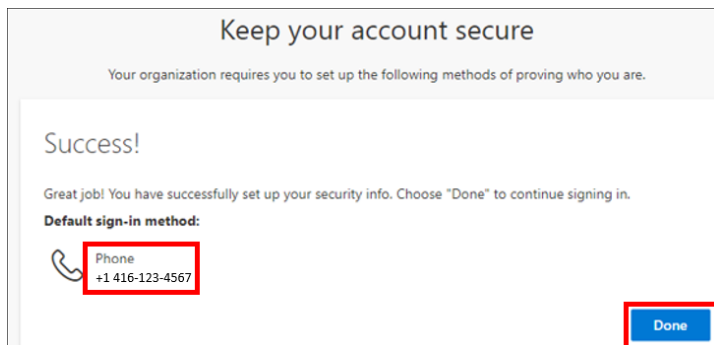 Keep your account secure
Your organization requires you to set up the following methods of proving who you are.
Success!
Great job! You have successfully set up your security info. Choose "Done" to continue signing in.
Default sign-in method:
Phone
+1 416-123-4567
Done